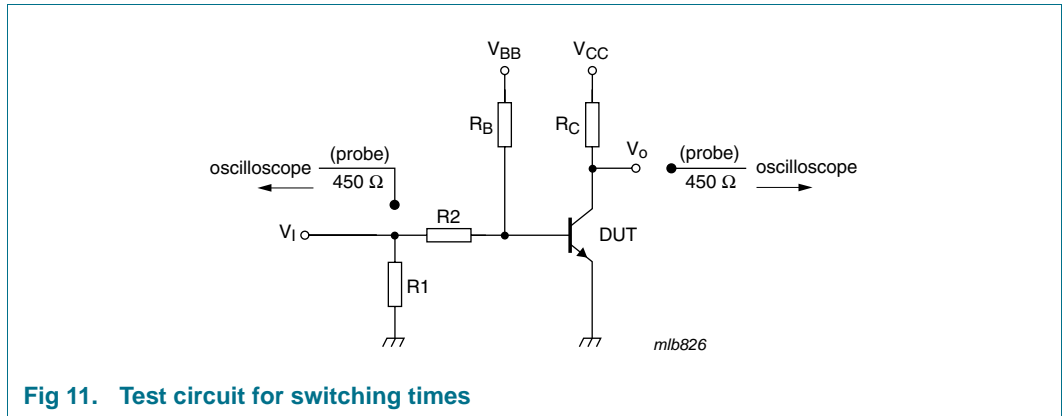 V_BB
V_CC
R_B
R_C
(probe)
oscilloscope
450 Ω
V_o
(probe)
oscilloscope
450 Ω
R2
V_I
DUT
R1
mlb826
Fig 11. Test circuit for switching times